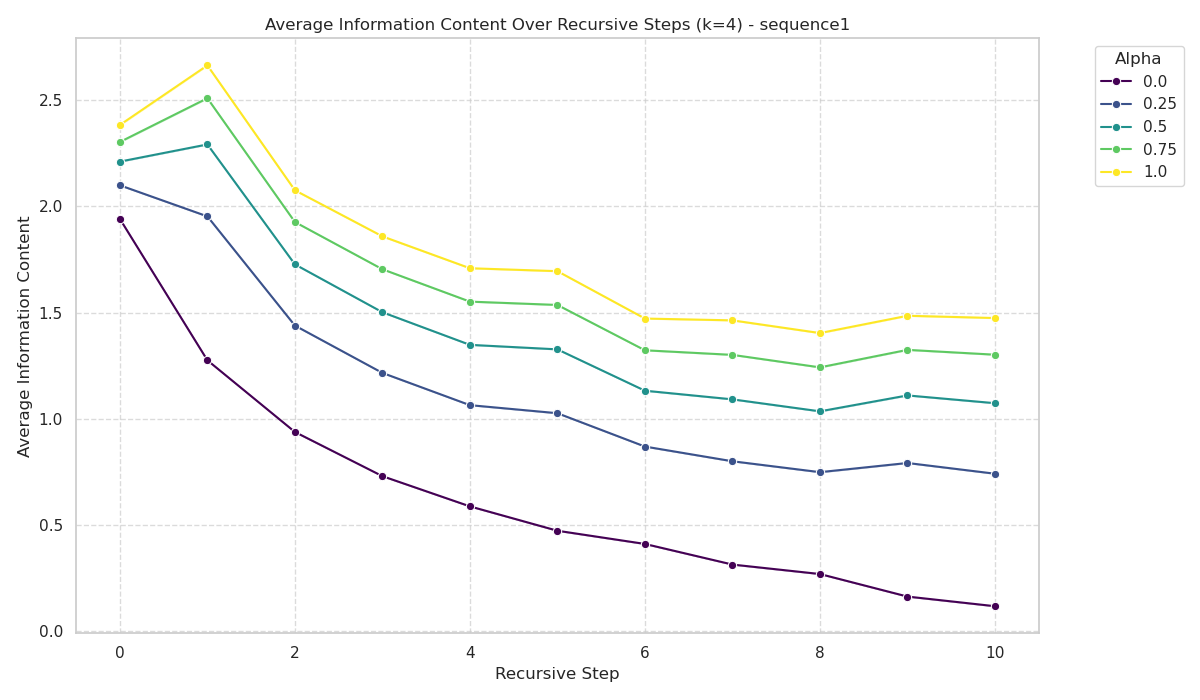 Average Information Content Over Recursive Steps (k=4) - sequence1
Alpha
0.0
0.25
0.5
0.75
1.0
Average Information Content
2.5
2.0
1.5
1.0
0.5
0.0
0 2 4 6 8 10
Recursive Step